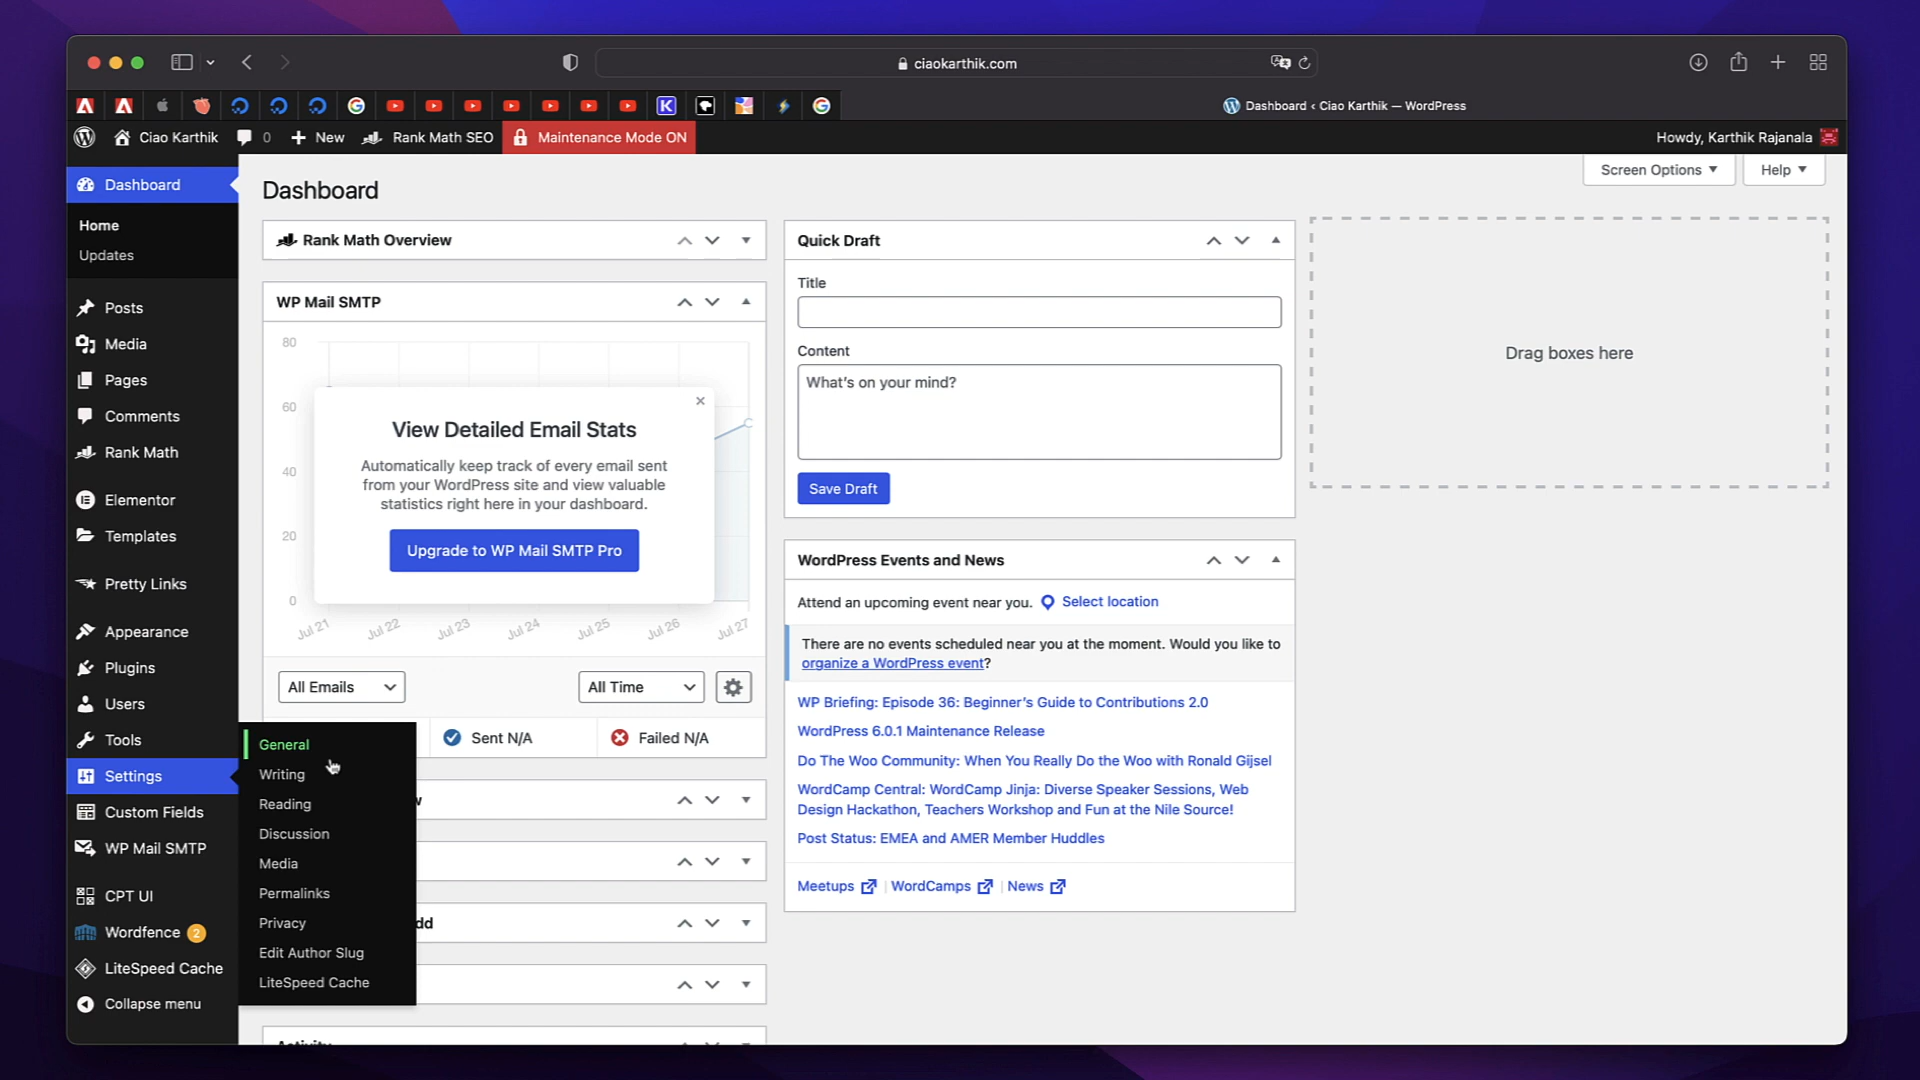 ciaokarthik.com
Dashboard ‹ Ciao Karthik — WordPress
Ciao Karthik
0
New
Rank Math SEO
Maintenance Mode ON
Howdy, Karthik Rajanala
Dashboard
Home
Updates
Posts
Media
Pages
Comments
Rank Math
Elementor
Templates
Pretty Links
Appearance
Plugins
Users
Tools
Settings
Custom Fields
WP Mail SMTP
CPT UI
Wordfence 2
LiteSpeed Cache
Collapse menu
General
Writing
Reading
Discussion
Media
Permalinks
Privacy
Edit Author Slug
LiteSpeed Cache
Screen Options
Help
Dashboard
Rank Math Overview
WP Mail SMTP
80
60
40
20
0
View Detailed Email Stats
Automatically keep track of every email sent
from your WordPress site and view valuable
statistics right here in your dashboard.
Upgrade to WP Mail SMTP Pro
Jul 21
Jul 22
Jul 23
Jul 24
Jul 25
Jul 26
Jul 27
All Emails
All Time
Sent N/A
Failed N/A
Quick Draft
Title
Content
What's on your mind?
Save Draft
WordPress Events and News
Attend an upcoming event near you. Select location
There are no events scheduled near you at the moment. Would you like to
organize a WordPress event?
WP Briefing: Episode 36: Beginner's Guide to Contributions 2.0
WordPress 6.0.1 Maintenance Release
Do The Woo Community: When You Really Do the Woo with Ronald Gijsel
WordCamp Central: WordCamp Jinja: Diverse Speaker Sessions, Web
Design Hackathon, Teachers Workshop and Fun at the Nile Source!
Post Status: EMEA and AMER Member Huddles
Meetups | WordCamps | News
Drag boxes here